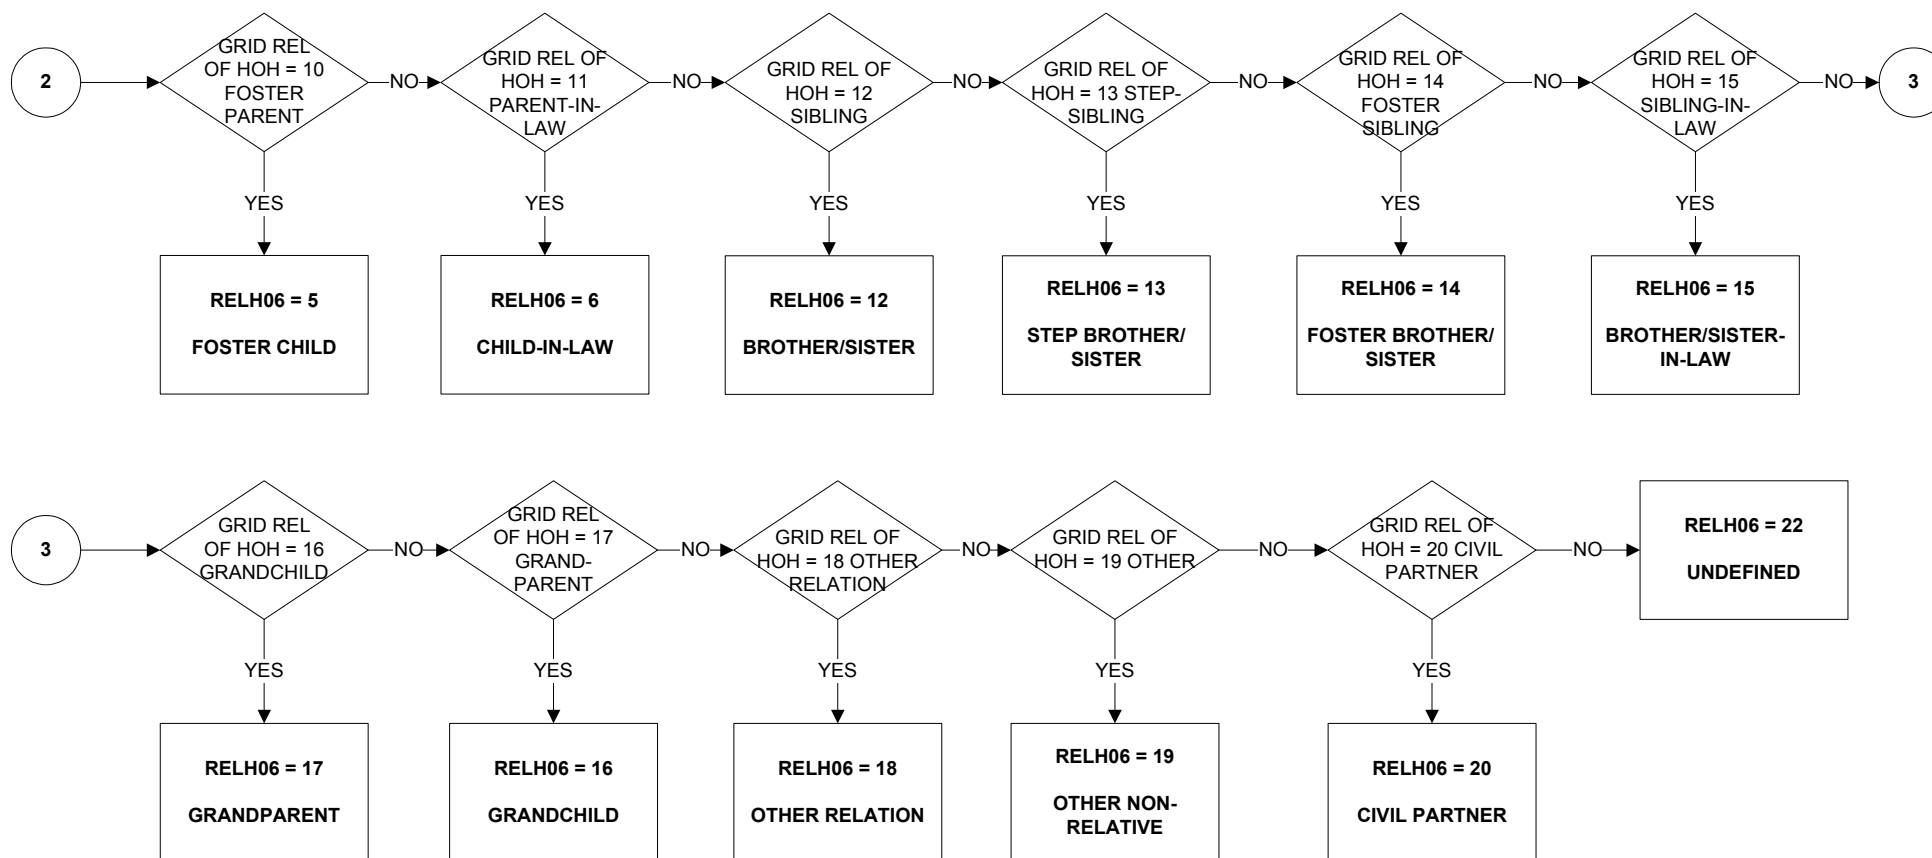 2
GRID REL
OF HOH = 10
FOSTER
PARENT
NO
GRID REL OF
HOH = 11
PARENT-IN-
LAW
NO
GRID REL OF
HOH = 12
SIBLING
NO
GRID REL OF
HOH = 13 STEP-
SIBLING
NO
GRID REL OF
HOH = 14
FOSTER
SIBLING
NO
GRID REL OF
HOH = 15
SIBLING-IN-
LAW
NO
3
YES
YES
YES
YES
YES
YES
RELH06 = 5
FOSTER CHILD
RELH06 = 6
CHILD-IN-LAW
RELH06 = 12
BROTHER/SISTER
RELH06 = 13
STEP BROTHER/
SISTER
RELH06 = 14
FOSTER BROTHER/
SISTER
RELH06 = 15
BROTHER/SISTER-
IN-LAW
3
GRID REL
OF HOH = 16
GRANDCHILD
NO
GRID REL
OF HOH = 17
GRAND-
PARENT
NO
GRID REL OF
HOH = 18 OTHER
RELATION
NO
GRID REL OF
HOH = 19 OTHER
NO
GRID REL OF
HOH = 20 CIVIL
PARTNER
NO
RELH06 = 22
UNDEFINED
YES
YES
YES
YES
YES
RELH06 = 17
GRANDPARENT
RELH06 = 16
GRANDCHILD
RELH06 = 18
OTHER RELATION
RELH06 = 19
OTHER NON-
RELATIVE
RELH06 = 20
CIVIL PARTNER